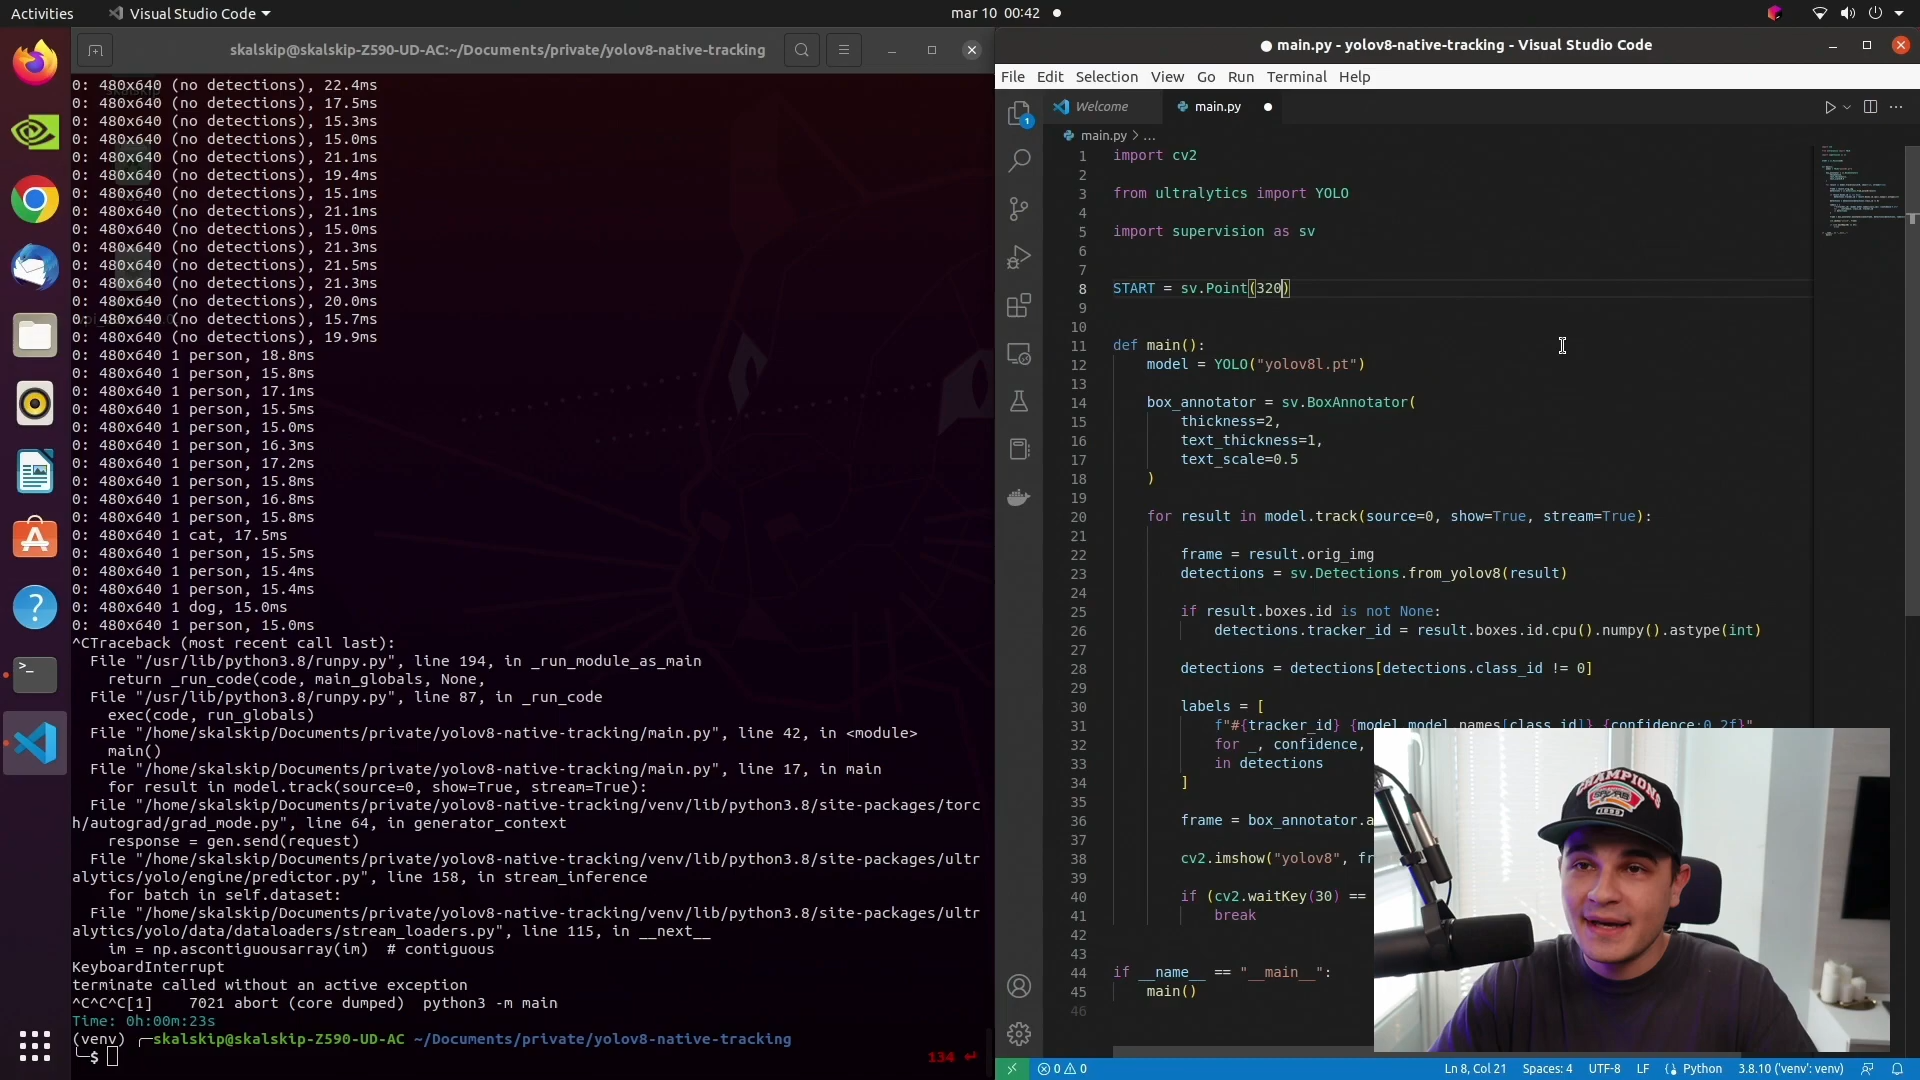 Activities
Visual Studio Code
mar 10 00:42
skalskip@skalskip-Z590-UD-AC:~/Documents/private/yolov8-native-tracking
0: 480x640 (no detections), 22.4ms
0: 480x640 (no detections), 17.5ms
0: 480x640 (no detections), 15.3ms
0: 480x640 (no detections), 15.0ms
0: 480x640 (no detections), 21.1ms
0: 480x640 (no detections), 19.4ms
0: 480x640 (no detections), 15.1ms
0: 480x640 (no detections), 21.1ms
0: 480x640 (no detections), 15.0ms
0: 480x640 (no detections), 21.3ms
0: 480x640 (no detections), 21.5ms
0: 480x640 (no detections), 21.3ms
0: 480x640 (no detections), 20.0ms
0: 480x640 (no detections), 15.7ms
0: 480x640 (no detections), 19.9ms
0: 480x640 1 person, 18.8ms
0: 480x640 1 person, 15.8ms
0: 480x640 1 person, 17.1ms
0: 480x640 1 person, 15.5ms
0: 480x640 1 person, 15.0ms
0: 480x640 1 person, 16.3ms
0: 480x640 1 person, 17.2ms
0: 480x640 1 person, 15.8ms
0: 480x640 1 person, 16.8ms
0: 480x640 1 person, 15.8ms
0: 480x640 1 cat, 17.5ms
0: 480x640 1 person, 15.5ms
0: 480x640 1 person, 15.4ms
0: 480x640 1 person, 15.4ms
0: 480x640 1 dog, 15.0ms
0: 480x640 1 person, 15.0ms
^CTraceback (most recent call last):
File "/usr/lib/python3.8/runpy.py", line 194, in _run_module_as_main
return _run_code(code, main_globals, None,
File "/usr/lib/python3.8/runpy.py", line 87, in _run_code
exec(code, run_globals)
File "/home/skalskip/Documents/private/yolov8-native-tracking/main.py", line 42, in <module>
main()
File "/home/skalskip/Documents/private/yolov8-native-tracking/main.py", line 17, in main
for result in model.track(source=0, show=True, stream=True):
File "/home/skalskip/Documents/private/yolov8-native-tracking/venv/lib/python3.8/site-packages/torc
h/autograd/grad_mode.py", line 64, in generator_context
response = gen.send(request)
File "/home/skalskip/Documents/private/yolov8-native-tracking/venv/lib/python3.8/site-packages/ultr
alytics/yolo/engine/predictor.py", line 158, in stream_inference
for batch in self.dataset:
File "/home/skalskip/Documents/private/yolov8-native-tracking/venv/lib/python3.8/site-packages/ultr
alytics/yolo/data/dataloaders/stream_loaders.py", line 115, in __next__
im = np.ascontiguousarray(im)  # contiguous
KeyboardInterrupt
terminate called without an active exception
^C^C^C[1]    7021 abort (core dumped)  python3 -m main
Time: 0h:00m:23s
(venv) ╭─skalskip@skalskip-Z590-UD-AC ~/Documents/private/yolov8-native-tracking
╰─$ 134 ↵
● main.py - yolov8-native-tracking - Visual Studio Code
File Edit Selection View Go Run Terminal Help
Welcome
main.py
main.py > ...
1 import cv2
2
3 from ultralytics import YOLO
4
5 import supervision as sv
6
7
8 START = sv.Point(320)
9
10
11 def main():
12 model = YOLO("yolov8l.pt")
13
14 box_annotator = sv.BoxAnnotator(
15 thickness=2,
16 text_thickness=1,
17 text_scale=0.5
18 )
19
20 for result in model.track(source=0, show=True, stream=True):
21
22 frame = result.orig_img
23 detections = sv.Detections.from_yolov8(result)
24
25 if result.boxes.id is not None:
26 detections.tracker_id = result.boxes.id.cpu().numpy().astype(int)
27
28 detections = detections[detections.class_id != 0]
29
30 labels = [
31 f"#{tracker_id} {model.model.names[class_id]} {confidence:0.2f}"
32 for _, confidence,
33 in detections
34 ]
35
36 frame = box_annotator.a
37
38 cv2.imshow("yolov8", fr
39
40 if (cv2.waitKey(30) ==
41 break
42
43
44 if __name__ == "__main__":
45 main()
46
CHAMPIONS
SPURS
1999
1
0 0
Ln 8, Col 21
Spaces: 4
UTF-8
LF
Python
3.8.10 ('venv': venv)